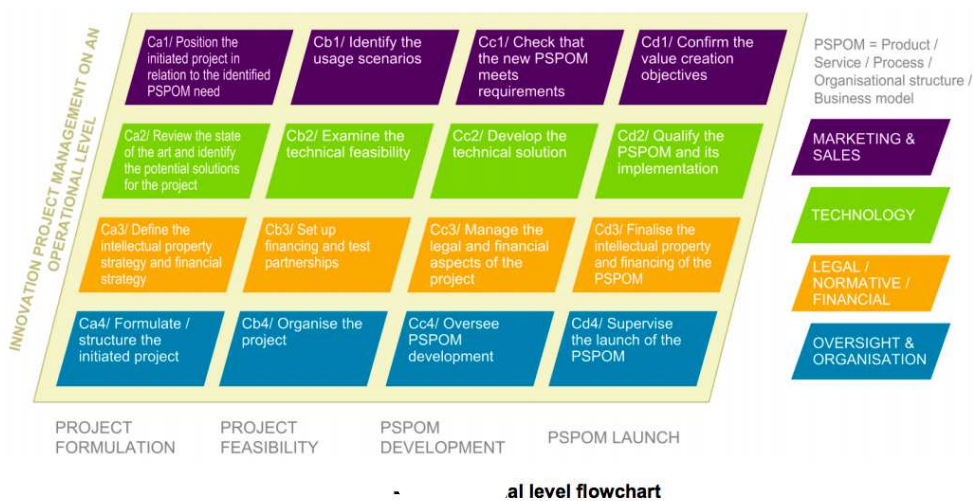 INNOVATION PROJECT MANAGEMENT ON AN
OPERATIONAL LEVEL
Ca1/ Position the
initiated project in
relation to the identified
PSPOM need
Cb1/ Identify the
usage scenarios
Cc1/ Check that
the new PSPOM
meets
requirements
Cd1/ Confirm the
value creation
objectives
Ca2/ Review the state
of the art and identify
the potential solutions
for the project
Cb2/ Examine the
technical feasibility
Cc2/ Develop the
technical solution
Cd2/ Qualify the
PSPOM and its
implementation
Ca3/ Define the
intellectual property
strategy and financial
strategy
Cb3/ Set up
financing and test
partnerships
Cc3/ Manage the
legal and financial
aspects of the
project
Cd3/ Finalise the
intellectual property
and financing of the
PSPOM
Ca4/ Formulate /
structure the
initiated project
Cb4/ Organise the
project
Cc4/ Oversee
PSPOM
development
Cd4/ Supervise
the launch of the
PSPOM
PROJECT
FORMULATION
PROJECT
FEASIBILITY
PSPOM
DEVELOPMENT
PSPOM LAUNCH
PSPOM = Product /
Service / Process /
Organisational structure /
Business model
MARKETING &
SALES
TECHNOLOGY
LEGAL /
NORMATIVE /
FINANCIAL
OVERSIGHT &
ORGANISATION
- al level flowchart